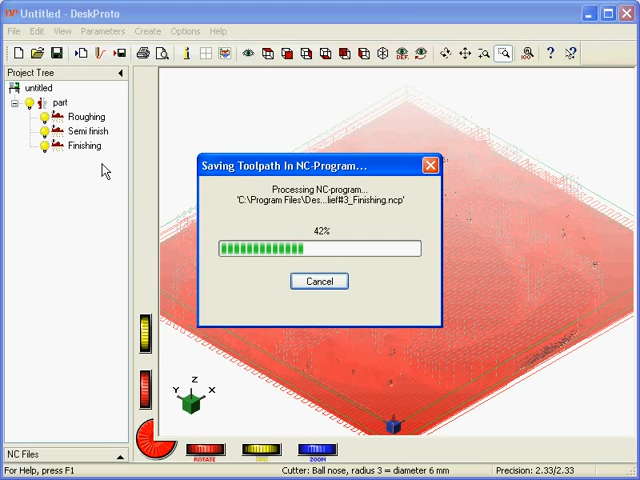 Untitled - DeskProto
File Edit View Parameters Create Options Help
DEF. 100
Project Tree
untitled
part
Roughing
Semi finish
Finishing
Saving Toolpath In NC-Program...
Processing NC-program...
'C:\Program Files\Des...lief#3_Finishing.ncp'
42%
Cancel
Z
Y X
ROTATE ZOOM
NC Files
For Help, press F1 Cutter: Ball nose, radius 3 = diameter 6 mm Precision: 2.33/2.33